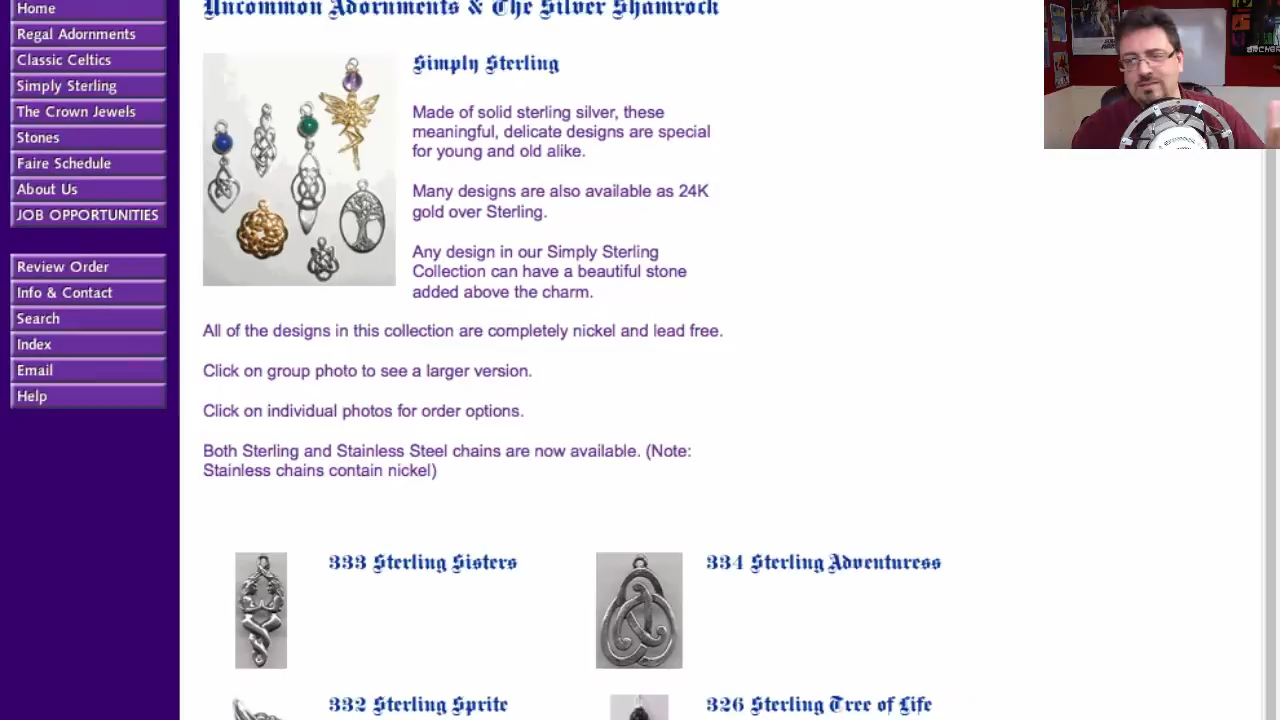 Home
Regal Adornments
Classic Celtics
Simply Sterling
The Crown Jewels
Stones
Faire Schedule
About Us
JOB OPPORTUNITIES
Review Order
Info & Contact
Search
Index
Email
Help
Uncommon Adornments & The Silver Shamrock
Simply Sterling
Made of solid sterling silver, these
meaningful, delicate designs are special
for young and old alike.
Many designs are also available as 24K
gold over Sterling.
Any design in our Simply Sterling
Collection can have a beautiful stone
added above the charm.
All of the designs in this collection are completely nickel and lead free.
Click on group photo to see a larger version.
Click on individual photos for order options.
Both Sterling and Stainless Steel chains are now available. (Note:
Stainless chains contain nickel)
333 Sterling Sisters
334 Sterling Adventuress
332 Sterling Sprite
326 Sterling Tree of Life
ARCHER